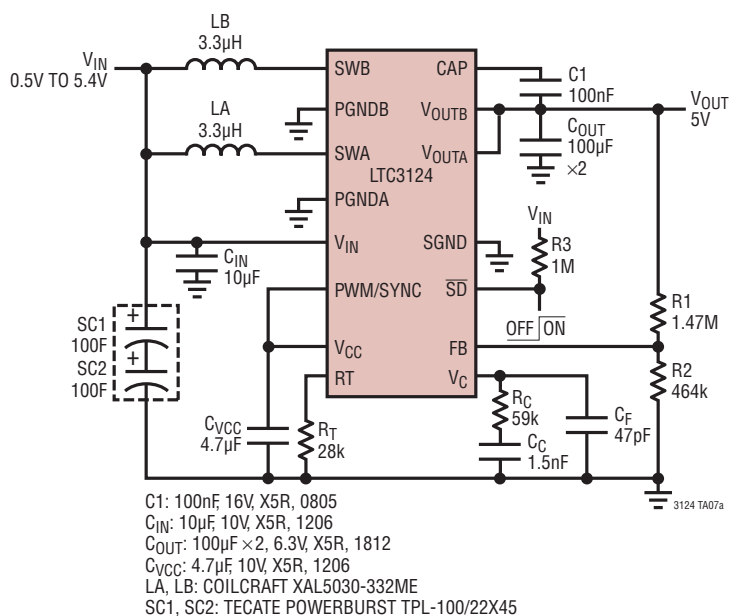 LB
3.3µH
VIN
0.5V TO 5.4V
LA
3.3µH
SWB
PGNDB
SWA
LTC3124
PGNDA
VIN
PWM/SYNC
VCC
RT
CAP
VOUTB
VOUTA
SGND
SD
FB
VC
C1
100nF
VOUT
5V
COUT
100µF
×2
VIN
R3
1M
OFF ON
R1
1.47M
R2
464k
CIN
10µF
+
SC1
100F
+
SC2
100F
CVCC
4.7µF
RT
28k
RC
59k
CC
1.5nF
CF
47pF
3124 TA07a
C1: 100nF, 16V, X5R, 0805
CIN: 10µF, 10V, X5R, 1206
COUT: 100µF ×2, 6.3V, X5R, 1812
CVCC: 4.7µF, 10V, X5R, 1206
LA, LB: COILCRAFT XAL5030-332ME
SC1, SC2: TECATE POWERBURST TPL-100/22X45